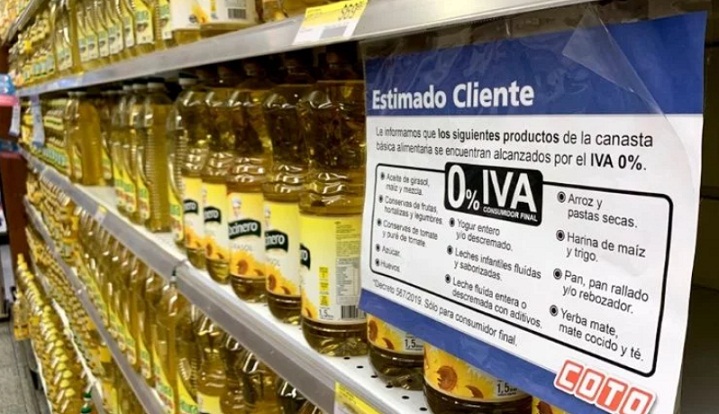 Estimado Cliente
Le informamos que los siguientes productos de la canasta
básica alimentaria se encuentran alcanzados por el IVA 0%.
0% IVA
CONSUMIDOR FINAL
Aceite de girasol,
maíz y mezcla.
Conservas de frutas,
hortalizas y legumbres.
Conservas de tomate
y puré de tomate.
Azúcar.
Huevos.
Yogur entero
y/o descremado.
Leches infantiles fluidas
y saborizadas.
Leche fluida entera o
descremada con aditivos.
Arroz y
pastas secas.
Harina de maíz
y trigo.
Pan, pan rallado
y/o rebozador.
Yerba mate,
mate cocido y té.
*Decreto 567/2019. Sólo para consumidor final.
COTO
1,5
1,5